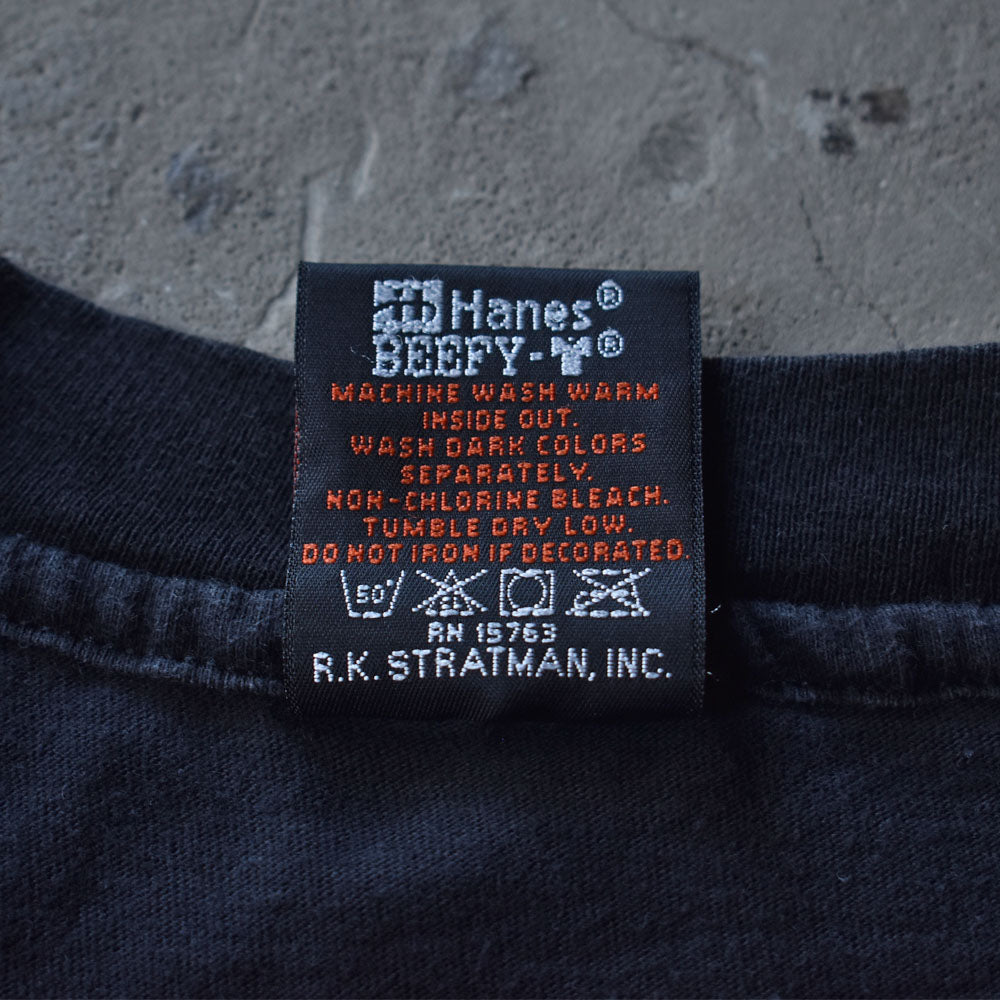 Hanes®
BEEFY-T®
MACHINE WASH WARM
INSIDE OUT.
WASH DARK COLORS
SEPARATELY.
NON-CHLORINE BLEACH.
TUMBLE DRY LOW.
DO NOT IRON IF DECORATED.
50°
RN 15763
R.K. STRATMAN, INC.